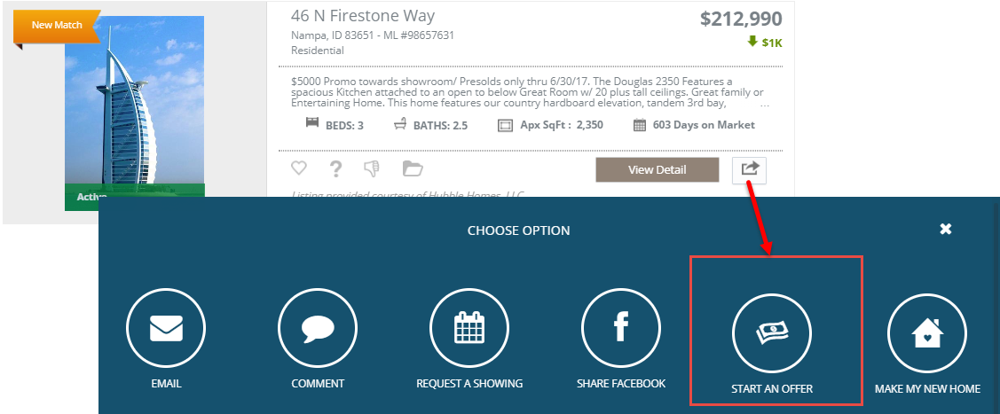 New Match
46 N Firestone Way
$212,990
Nampa, ID 83651 - ML #98657631
$1K
Residential
$5000 Promo towards showroom/ Presolds only thru 6/30/17. The Douglas 2350 Features a
spacious Kitchen attached to an open to below Great Room w/ 20 plus tall ceilings. Great family or
Entertaining Home. This home features our country hardboard elevation, tandem 3rd bay,
...
BEDS: 3
BATHS: 2.5
Apx SqFt : 2,350
603 Days on Market
View Detail
Active
Listing provided courtesy of Hubble Homes, LLC
CHOOSE OPTION
EMAIL
COMMENT
REQUEST A SHOWING
SHARE FACEBOOK
START AN OFFER
MAKE MY NEW HOME